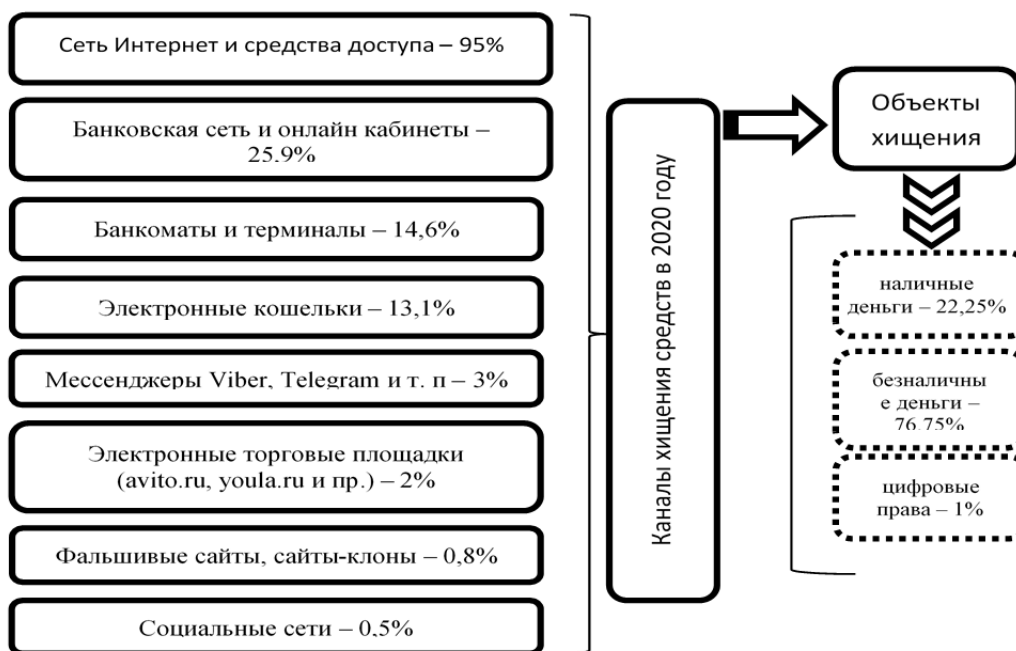 Сеть Интернет и средства доступа – 95%
Банковская сеть и онлайн кабинеты –
25.9%
Банкоматы и терминалы – 14,6%
Электронные кошельки – 13,1%
Мессенджеры Viber, Telegram и т. п – 3%
Электронные торговые площадки
(avito.ru, youla.ru и пр.) – 2%
Фальшивые сайты, сайты-клоны – 0,8%
Социальные сети – 0,5%
Каналы хищения средств в 2020 году
Объекты
хищения
наличные
деньги – 22,25%
безналичны
е деньги –
76.75%
цифровые
права – 1%